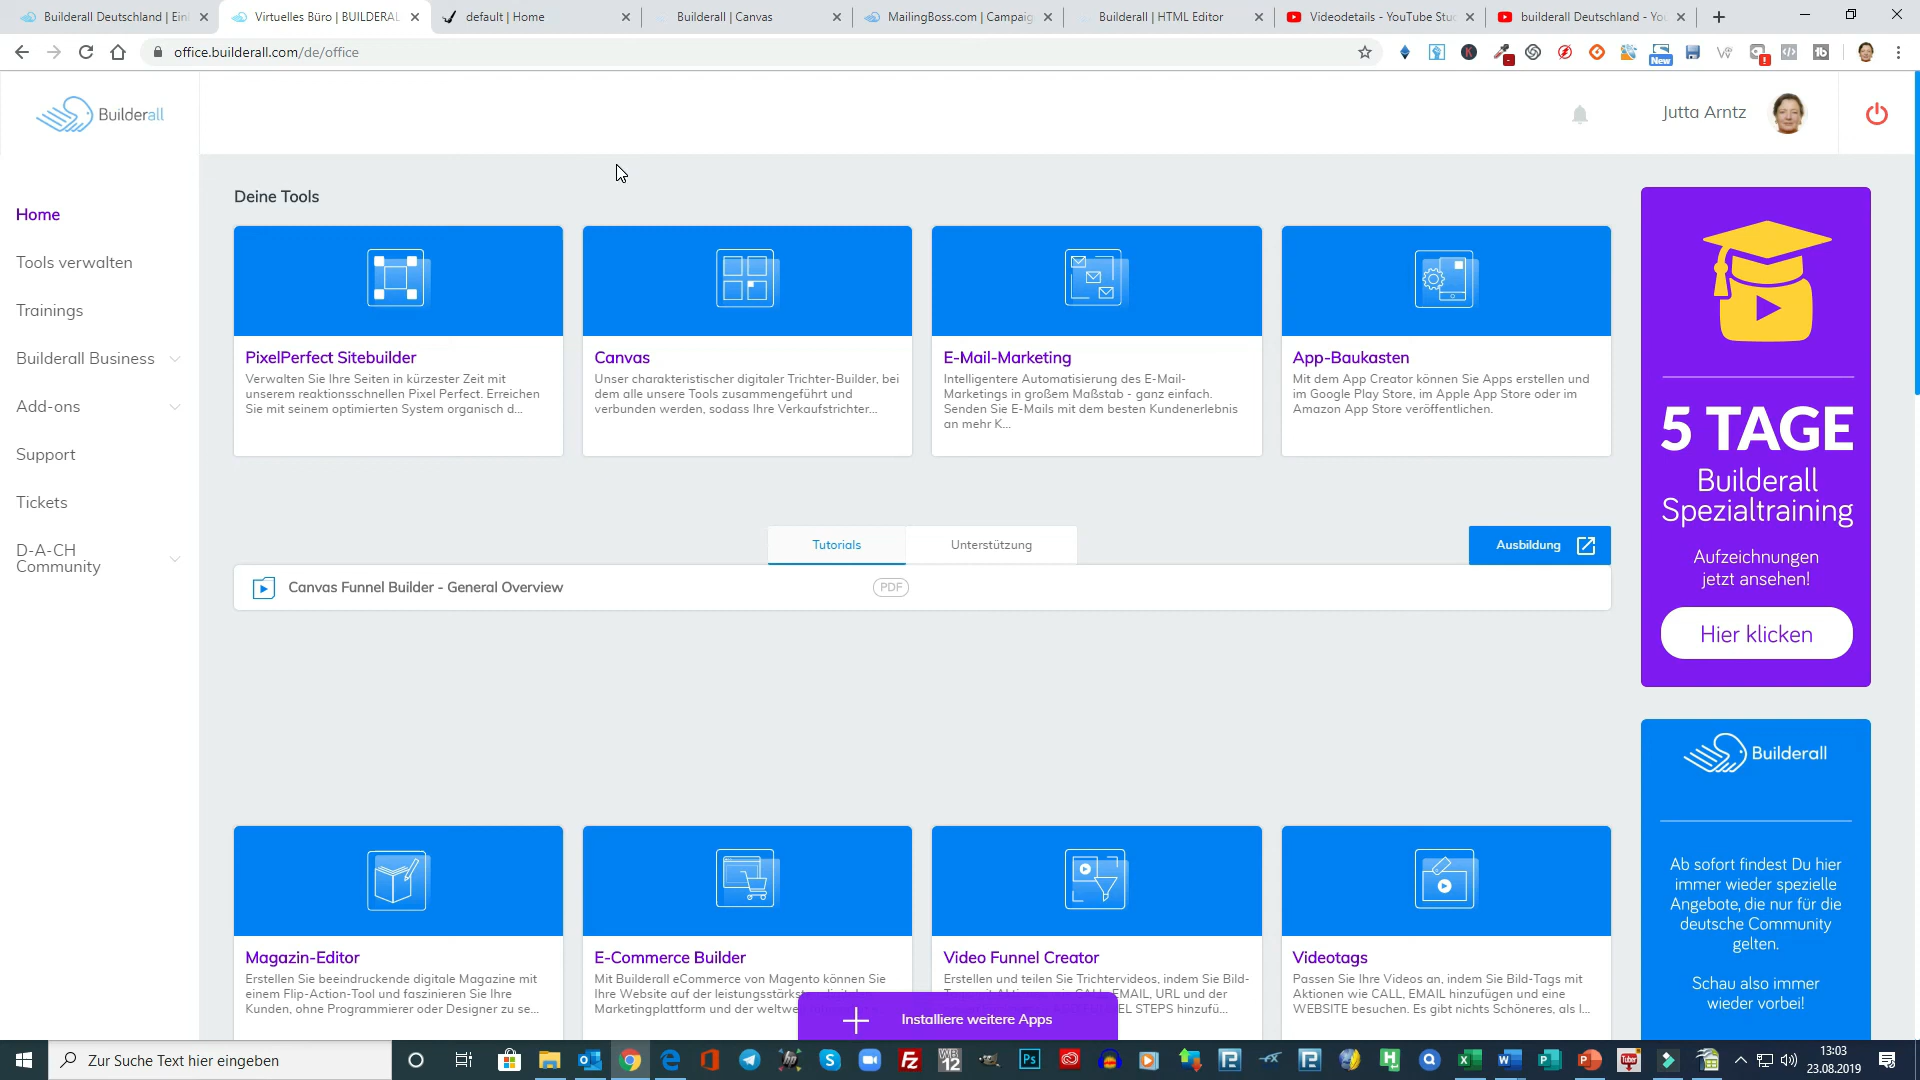 Builderall Deutschland | Ein
Virtuelles Büro | BUILDERAL
default | Home
Builderall | Canvas
MailingBoss.com | Campaig
Builderall | HTML Editor
Videodetails - YouTube Stu
builderall Deutschland - Yo
office.builderall.com/de/office
New
Builderall
Jutta Arntz
Home
Tools verwalten
Trainings
Builderall Business
Add-ons
Support
Tickets
D-A-CH
Community
Deine Tools
PixelPerfect Sitebuilder
Verwalten Sie Ihre Seiten in kürzester Zeit mit
unserem reaktionsschnellen Pixel Perfect. Erreichen
Sie mit seinem optimierten System organisch d...
Canvas
Unser charakteristischer digitaler Trichter-Builder, bei
dem alle unsere Tools zusammengeführt und
verbunden werden, sodass Ihre Verkaufstrichter...
E-Mail-Marketing
Intelligentere Automatisierung des E-Mail-
Marketings in großem Maßstab - ganz einfach.
Senden Sie E-Mails mit dem besten Kundenerlebnis
an mehr K...
App-Baukasten
Mit dem App Creator können Sie Apps erstellen und
im Google Play Store, im Apple App Store oder im
Amazon App Store veröffentlichen.
Tutorials
Unterstützung
Ausbildung
Canvas Funnel Builder - General Overview
PDF
Magazin-Editor
Erstellen Sie beeindruckende digitale Magazine mit
einem Flip-Action-Tool und faszinieren Sie Ihre
Kunden, ohne Programmierer oder Designer zu se...
E-Commerce Builder
Mit Builderall eCommerce von Magento können Sie
Ihre Website auf der leistungsstärks
Marketingplattform und der weltwe
Video Funnel Creator
Erstellen und teilen Sie Trichtervideos, indem Sie Bild-
EMAIL, URL und der
EL STEPS hinzufü...
Videotags
Passen Sie Ihre Videos an, indem Sie Bild-Tags mit
Aktionen wie CALL, EMAIL hinzufügen und eine
WEBSITE besuchen. Es gibt nichts Schöneres, als I...
Installiere weitere Apps
5 TAGE
Builderall
Spezialtraining
Aufzeichnungen
jetzt ansehen!
Hier klicken
Builderall
Ab sofort findest Du hier
immer wieder spezielle
Angebote, die nur für die
deutsche Community
gelten.
Schau also immer
wieder vorbei!
Zur Suche Text hier eingeben
13:03
23.08.2019